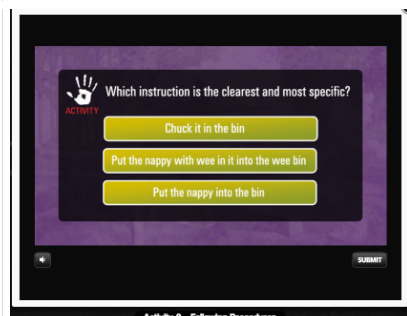 Which instruction is the clearest and most specific?
ACTIVITY
Chuck it in the bin
Put the nappy with wee in it into the wee bin
Put the nappy into the bin
SUBMIT